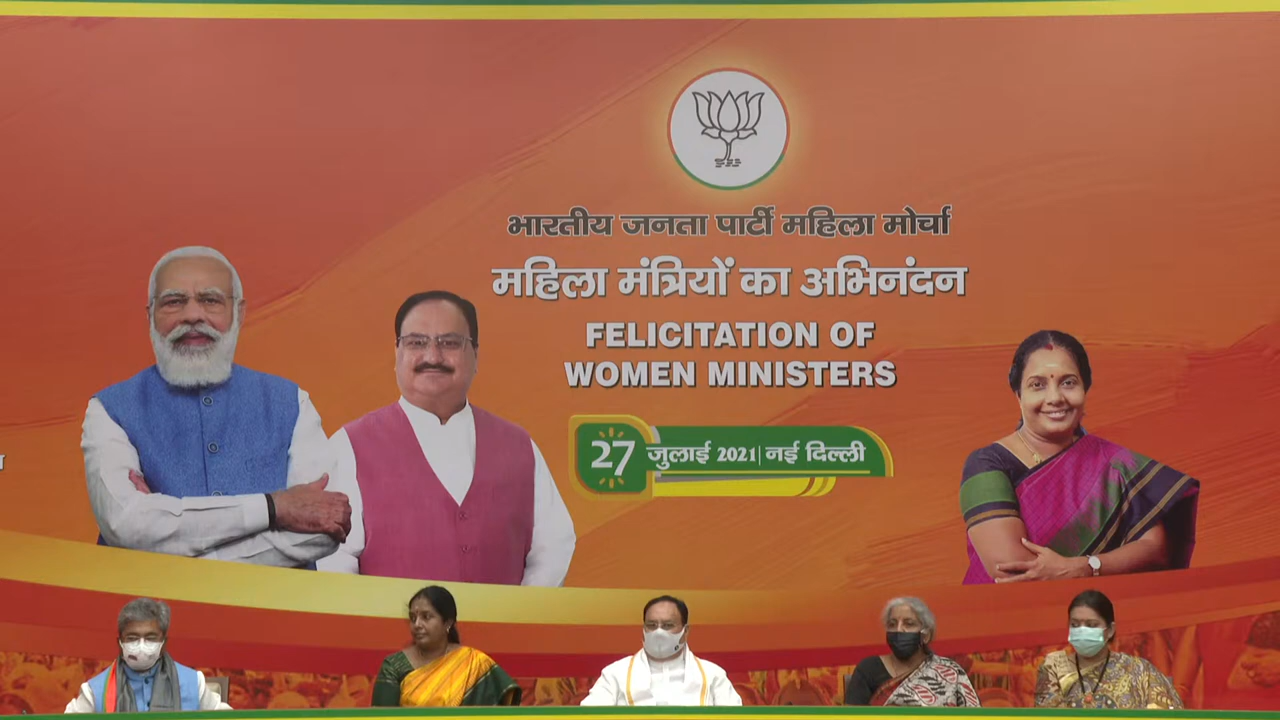 भारतीय जनता पार्टी महिला मोर्चा
महिला मंत्रियों का अभिनंदन
FELICITATION OF
WOMEN MINISTERS
27 जुलाई 2021 | नई दिल्ली